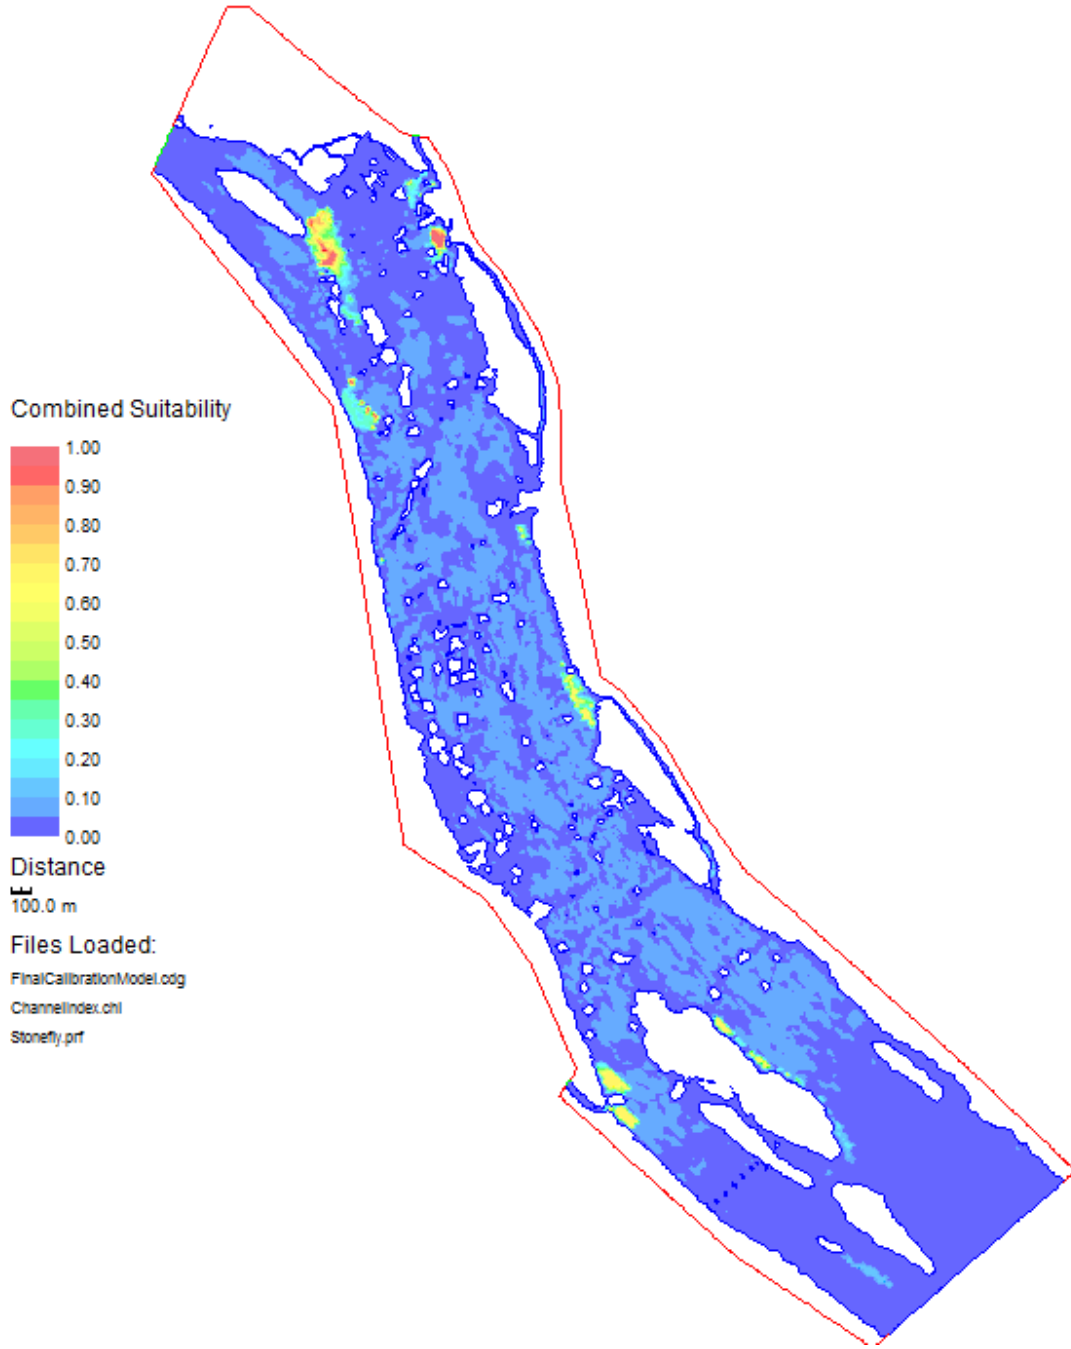 Combined Suitability
1.00
0.90
0.80
0.70
0.60
0.50
0.40
0.30
0.20
0.10
0.00
Distance
100.0 m
Files Loaded:
FinalCalibrationModel.cdg
ChannelIndex.chi
Stonefly.prf